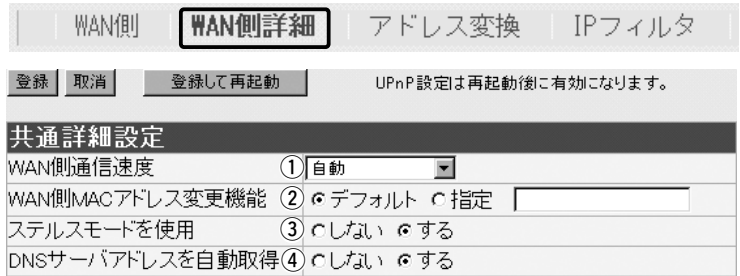 WAN側 WAN側詳細 アドレス変換 IPフィルタ
登録 取消 登録して再起動 UPnP設定は再起動後に有効になります。
共通詳細設定
WAN側通信速度 ① 自動
WAN側MACアドレス変更機能 ② デフォルト 指定
ステルスモードを使用 ③ しない する
DNSサーバアドレスを自動取得 ④ しない する